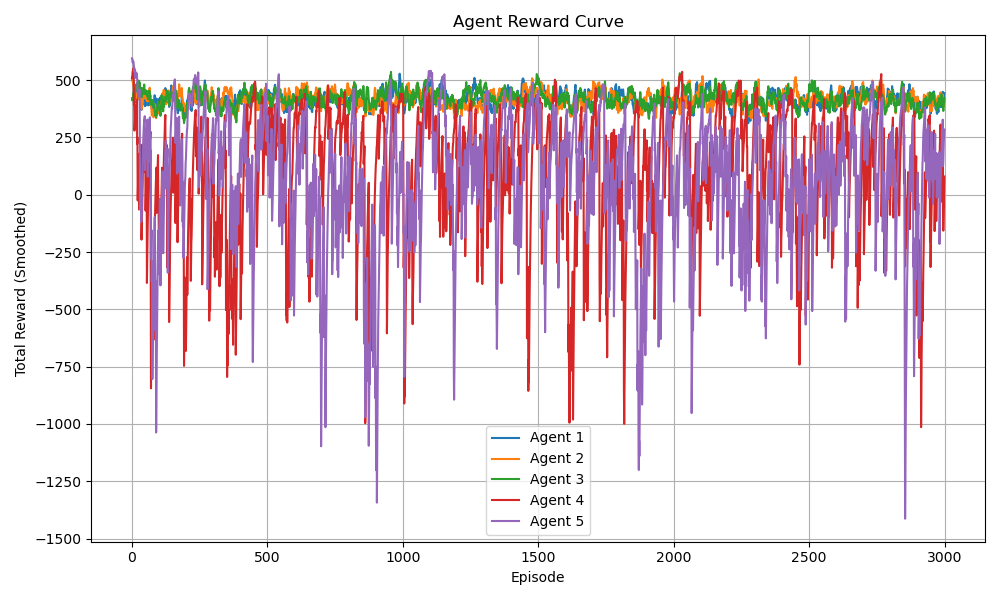 Agent Reward Curve
Total Reward (Smoothed)
500
250
0
−250
−500
−750
−1000
−1250
−1500
Agent 1
Agent 2
Agent 3
Agent 4
Agent 5
0 500 1000 1500 2000 2500 3000
Episode